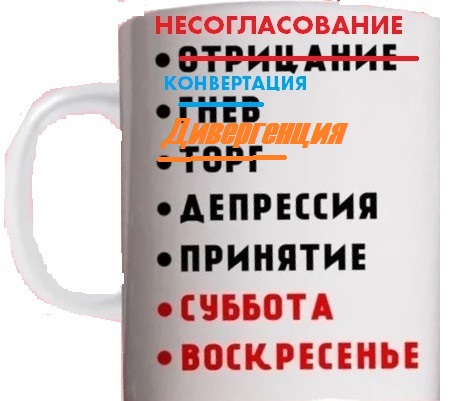 НЕСОГЛАСОВАНИЕ
• ОТРИЦАНИЕ
КОНВЕРТАЦИЯ
• ГНЕВ
Дивергенция
• ТОРГ
• ДЕПРЕССИЯ
• ПРИНЯТИЕ
• СУББОТА
• ВОСКРЕСЕНЬЕ